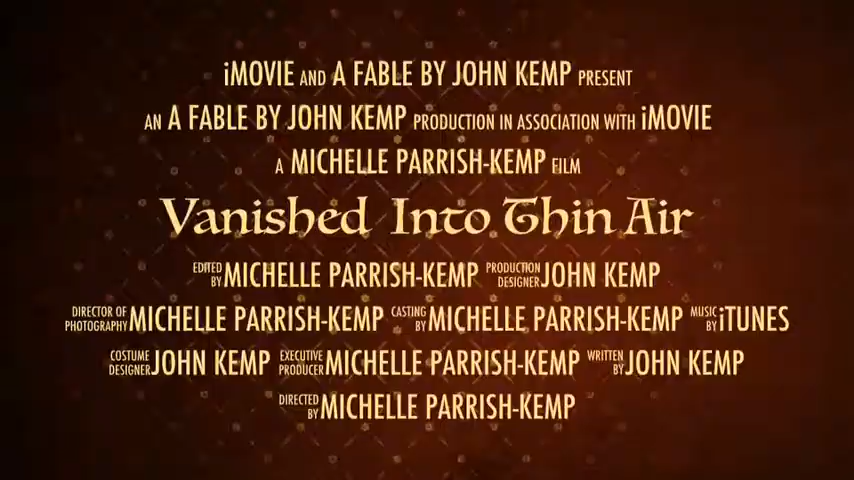 iMOVIE AND A FABLE BY JOHN KEMP PRESENT
AN A FABLE BY JOHN KEMP PRODUCTION IN ASSOCIATION WITH iMOVIE
A MICHELLE PARRISH-KEMP FILM
Vanished Into Thin Air
EDITED BY MICHELLE PARRISH-KEMP PRODUCTION DESIGNER JOHN KEMP
DIRECTOR OF PHOTOGRAPHY MICHELLE PARRISH-KEMP CASTING BY MICHELLE PARRISH-KEMP MUSIC BY iTUNES
COSTUME DESIGNER JOHN KEMP EXECUTIVE PRODUCER MICHELLE PARRISH-KEMP WRITTEN BY JOHN KEMP
DIRECTED BY MICHELLE PARRISH-KEMP